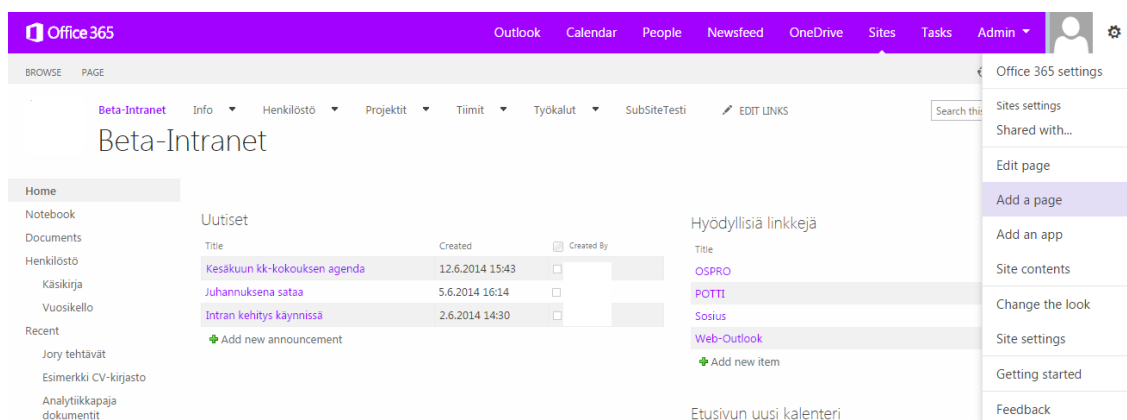 Office 365 Outlook Calendar People Newsfeed OneDrive Sites Tasks Admin
BROWSE PAGE
Beta-Intranet Info Henkilöstö Projektit Tiimit Työkalut SubSiteTesti EDIT LINKS Search this
Beta-Intranet
Home
Notebook
Documents
Henkilöstö
Käsikirja
Vuosikello
Recent
Jory tehtävät
Esimerkki CV-kirjasto
Analytiikkapaja
dokumentit
Uutiset
Title Created Created By
Kesäkuun kk-kokouksen agenda 12.6.2014 15:43
Juhannuksena sataa 5.6.2014 16:14
Intran kehitys käynnissä 2.6.2014 14:30
Add new announcement
Hyödyllisiä linkkejä
Title
OSPRO
POTTI
Sosius
Web-Outlook
Add new item
Etusivun uusi kalenteri
Office 365 settings
Sites settings
Shared with...
Edit page
Add a page
Add an app
Site contents
Change the look
Site settings
Getting started
Feedback